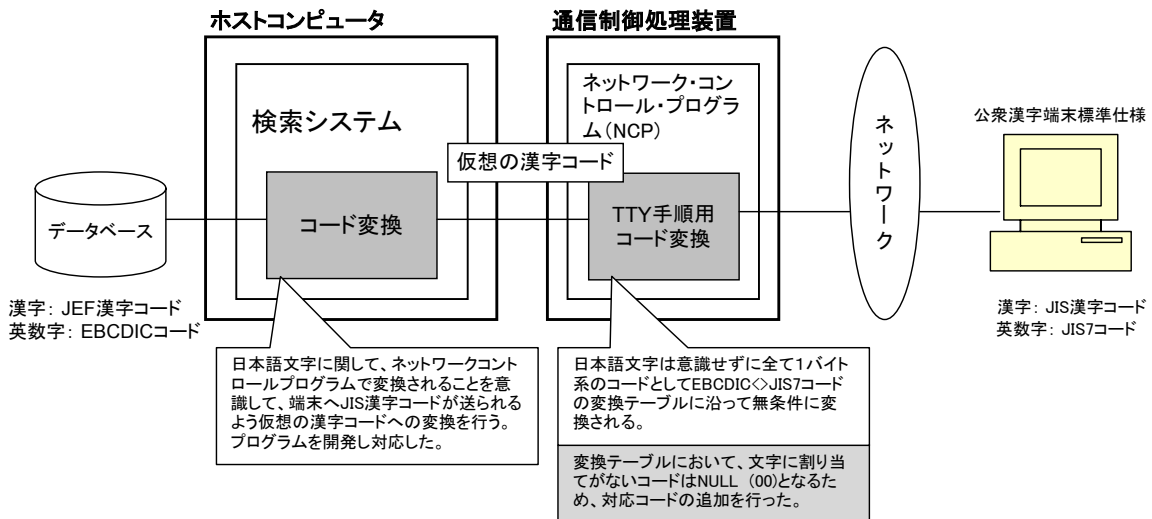 ホストコンピュータ
通信制御処理装置
検索システム
ネットワーク・コン
トロール・プログラ
ム(NCP)
仮想の漢字コード
コード変換
TTY手順用
コード変換
データベース
ネットワーク
公衆漢字端末標準仕様
漢字: JEF漢字コード
英数字: EBCDICコード
漢字: JIS漢字コード
英数字: JIS7コード
日本語文字に関して、ネットワークコント
ロールプログラムで変換されることを意
識して、端末へJIS漢字コードが送られる
よう仮想の漢字コードへの変換を行う。
プログラムを開発し対応した。
日本語文字は意識せずに全て1バイト
系のコードとしてEBCDIC<>JIS7コード
の変換テーブルに沿って無条件に変
換される。
変換テーブルにおいて、文字に割り当
てがないコードはNULL (00)となるた
め、対応コードの追加を行った。